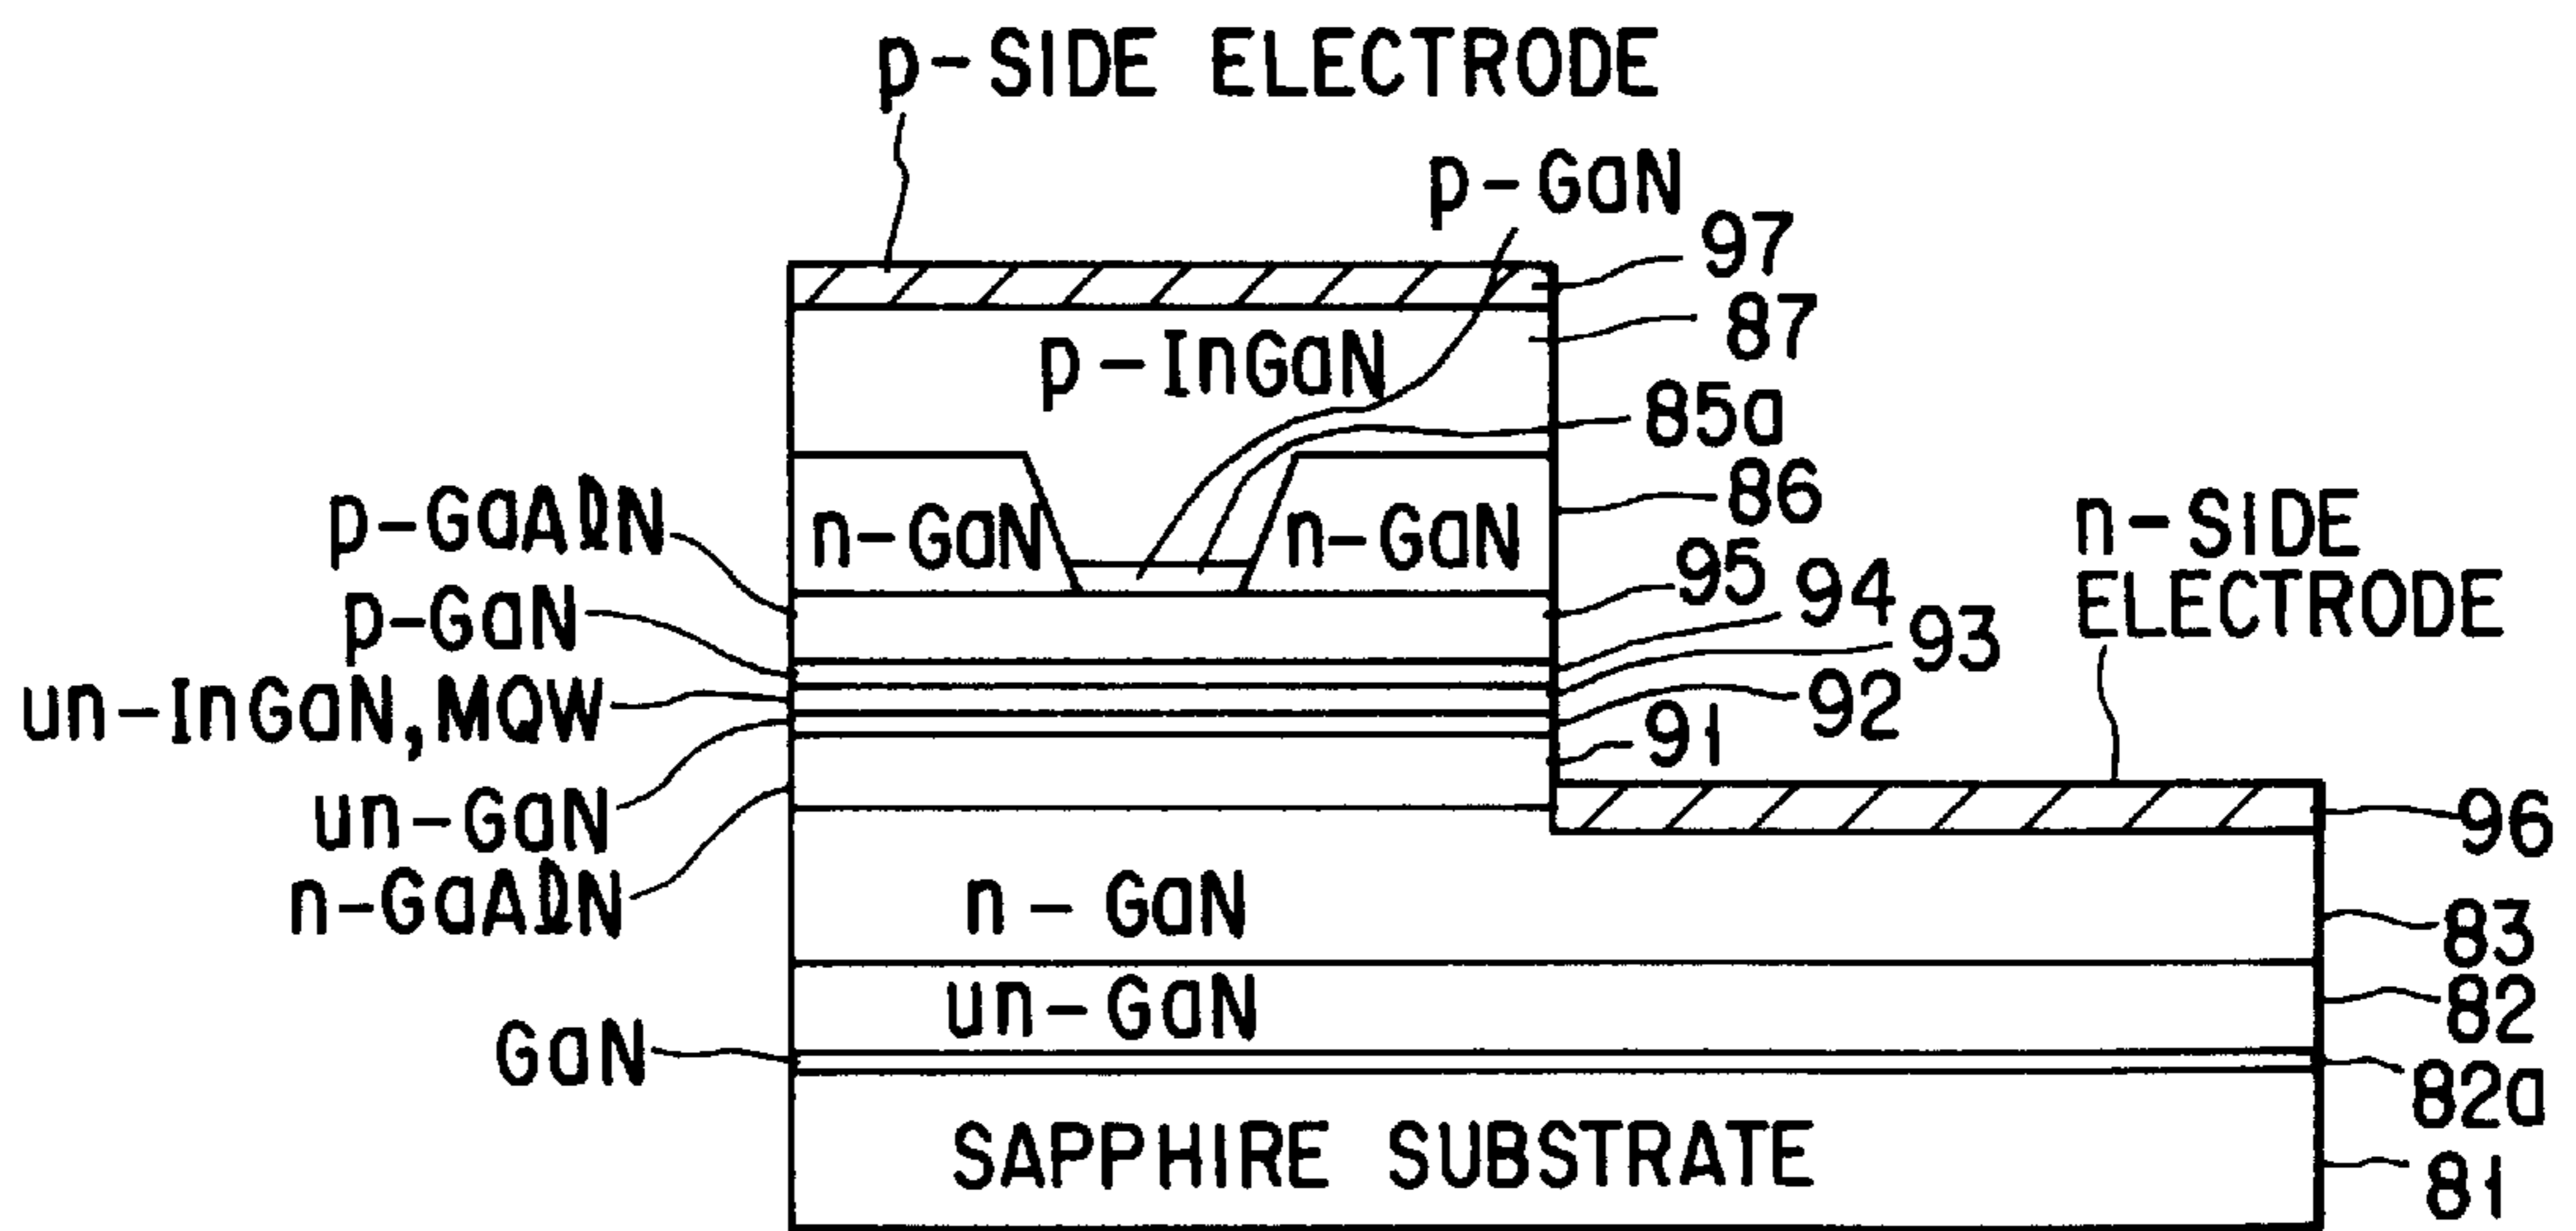 p-SIDE ELECTRODE
p-GaN
97
87
p-InGaN
85a
86
n-GaN
n-GaN
p-GaAlN
95
94
93
92
91
p-GaN
un-InGaN,MQW
un-GaN
n-GaAlN
n-SIDE
ELECTRODE
96
n-GaN
83
un-GaN
82
GaN
82a
SAPPHIRE SUBSTRATE
81